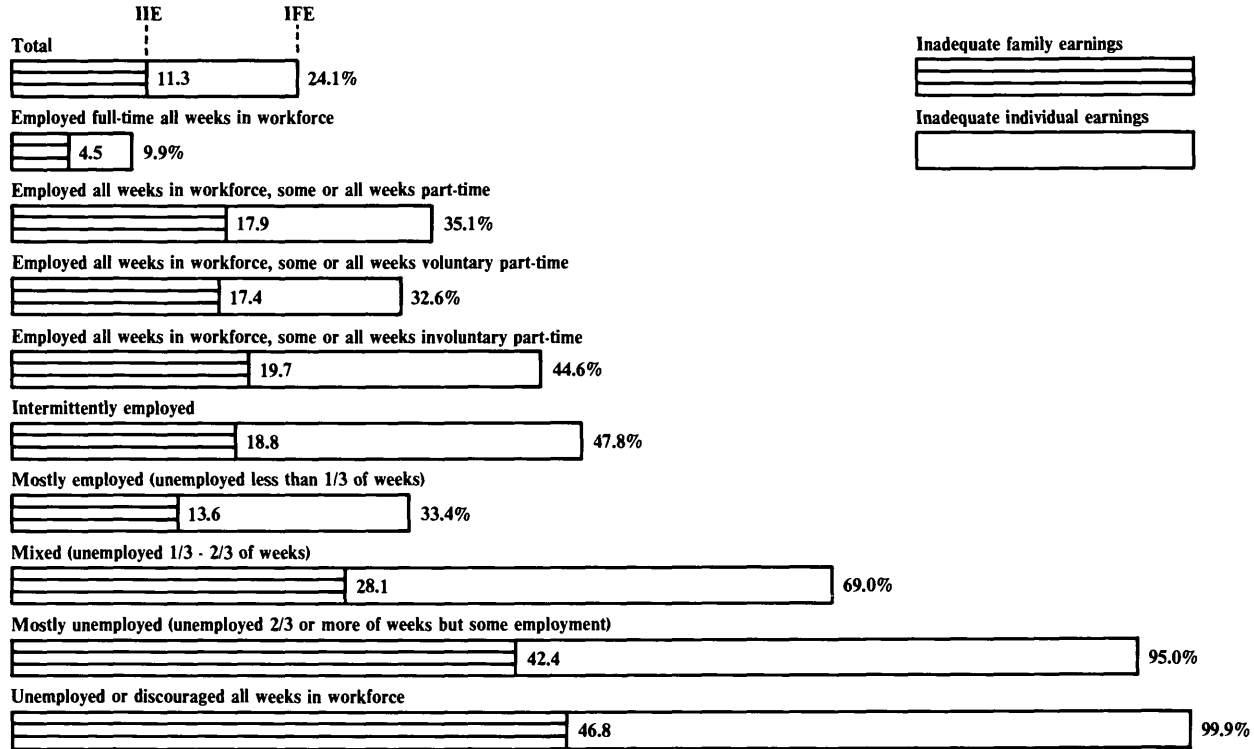 IIE IFE
Total
11.3 24.1%
Inadequate family earnings
Employed full-time all weeks in workforce
4.5 9.9%
Inadequate individual earnings
Employed all weeks in workforce, some or all weeks part-time
17.9 35.1%
Employed all weeks in workforce, some or all weeks voluntary part-time
17.4 32.6%
Employed all weeks in workforce, some or all weeks involuntary part-time
19.7 44.6%
Intermittently employed
18.8 47.8%
Mostly employed (unemployed less than 1/3 of weeks)
13.6 33.4%
Mixed (unemployed 1/3 - 2/3 of weeks)
28.1 69.0%
Mostly unemployed (unemployed 2/3 or more of weeks but some employment)
42.4 95.0%
Unemployed or discouraged all weeks in workforce
46.8 99.9%